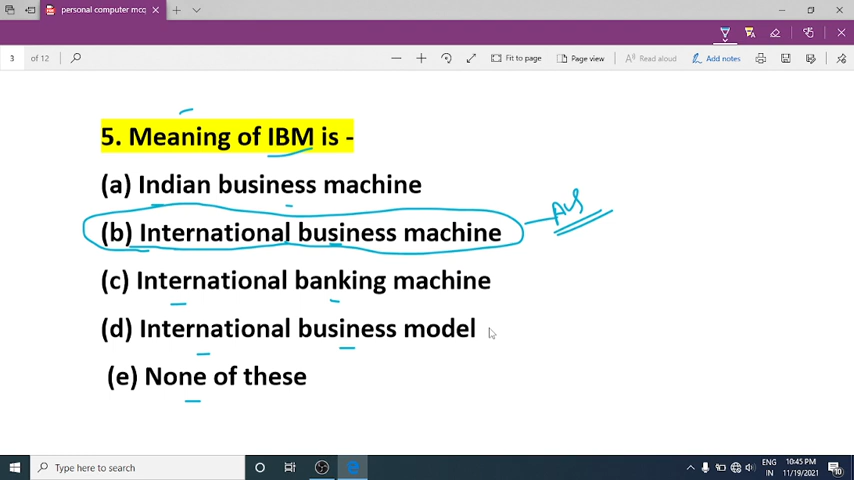 personal computer mcq
3 of 12
Fit to page
Page view
Read aloud
Add notes
5. Meaning of IBM is -
(a) Indian business machine
(b) International business machine
Ans
(c) International banking machine
(d) International business model
(e) None of these
Type here to search
ENG
IN
10:45 PM
11/19/2021
10